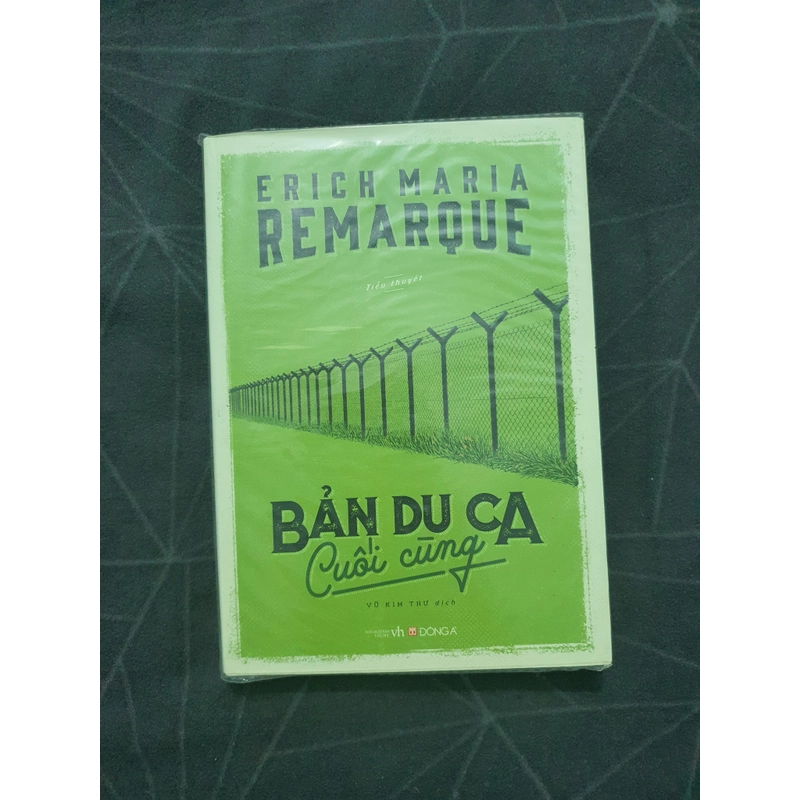 ERICH MARIA
REMARQUE
Tiểu thuyết
BẢN DU CA
Cuối cùng
VŨ KIM THƯ dịch
vh ĐÔNG A